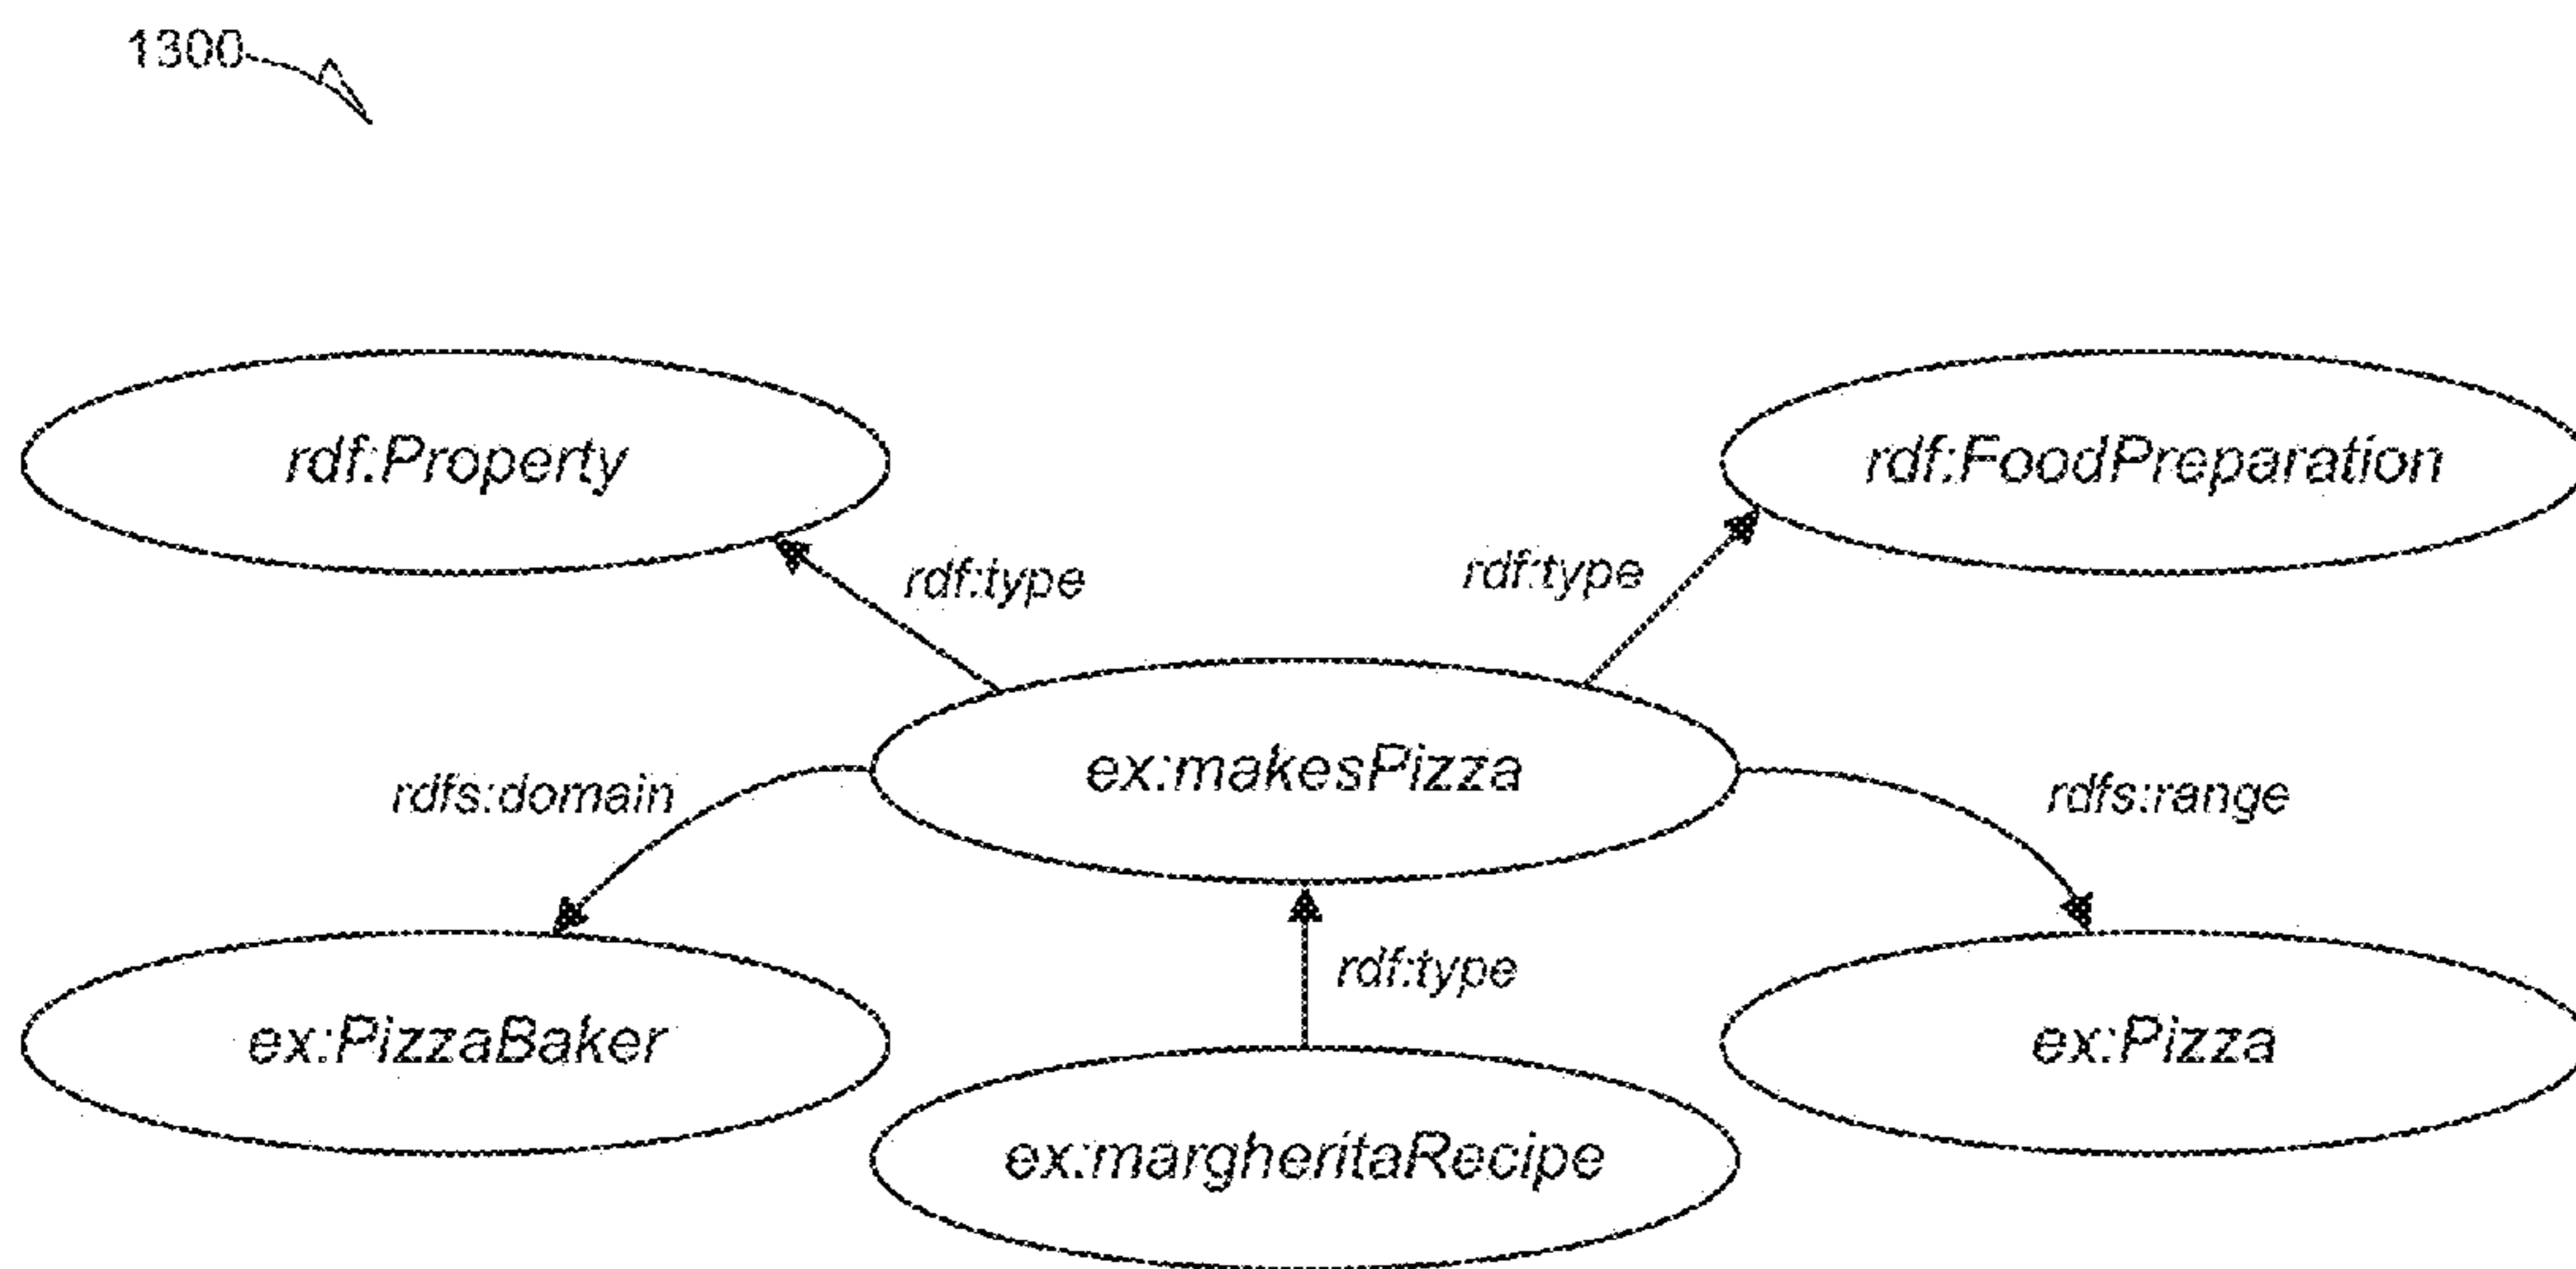 1300
rdf:Property
rdf:FoodPreparation
rdf:type
rdf:type
ex:makesPizza
rdfs:domain
rdfs:range
rdf:type
ex:PizzaBaker
ex:Pizza
ex:margheritaRecipe